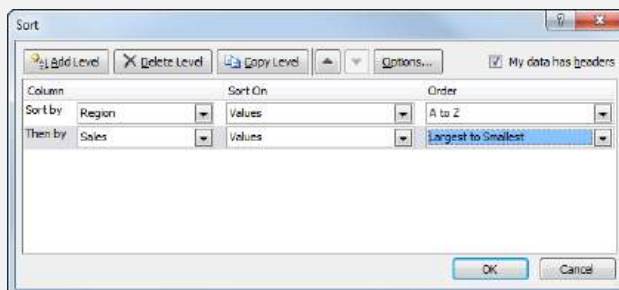 Sort
Add Level Delete Level Copy Level Options... My data has headers
Column Sort On Order
Sort by Region Values A to Z
Then by Sales Values Largest to Smallest
OK Cancel